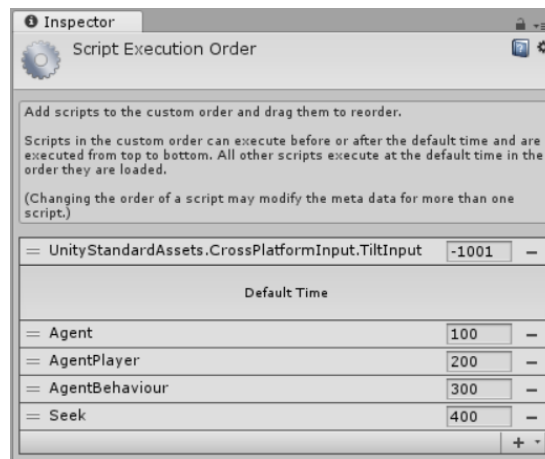 Inspector
Script Execution Order
Add scripts to the custom order and drag them to reorder.
Scripts in the custom order can execute before or after the default time and are
executed from top to bottom. All other scripts execute at the default time in the
order they are loaded.
(Changing the order of a script may modify the meta data for more than one
script.)
UnityStandardAssets.CrossPlatformInput.TiltInput -1001
Default Time
Agent 100
AgentPlayer 200
AgentBehaviour 300
Seek 400